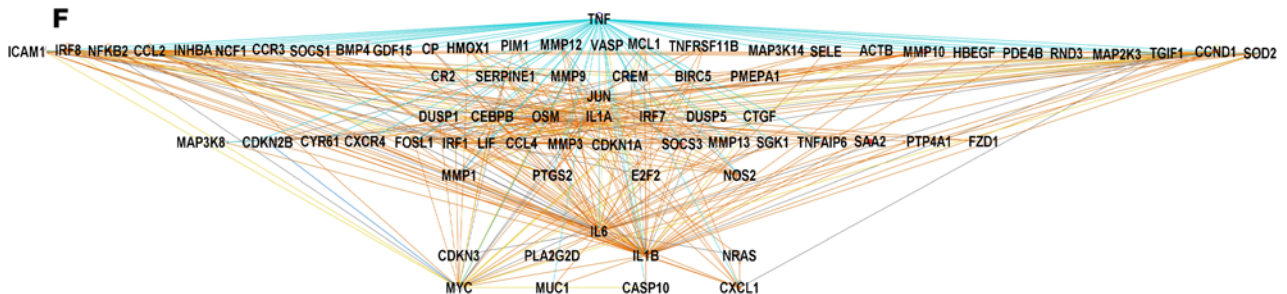 F
TNF
ICAM1 IRF8 NFKB2 CCL2 INHBA NCF1 CCR3 SOCS1 BMP4 GDF15 CP HMOX1 PIM1 MMP12 VASP MCL1 TNFRSF11B MAP3K14 SELE ACTB MMP10 HBEGF PDE4B RND3 MAP2K3 TGIF1 CCND1 SOD2
CR2 SERPINE1 MMP9 CREM BIRC5 PMEPA1
JUN
DUSP1 CEBPB OSM IL1A IRF7 DUSP5 CTGF
MAP3K8 CDKN2B CYR61 CXCR4 FOSL1 IRF1 LIF CCL4 MMP3 CDKN1A SOCS3 MMP13 SGK1 TNFAIP6 SAA2 PTP4A1 FZD1
MMP1 PTGS2 E2F2 NOS2
IL6
CDKN3 PLA2G2D IL1B NRAS
MYC MUC1 CASP10 CXCL1